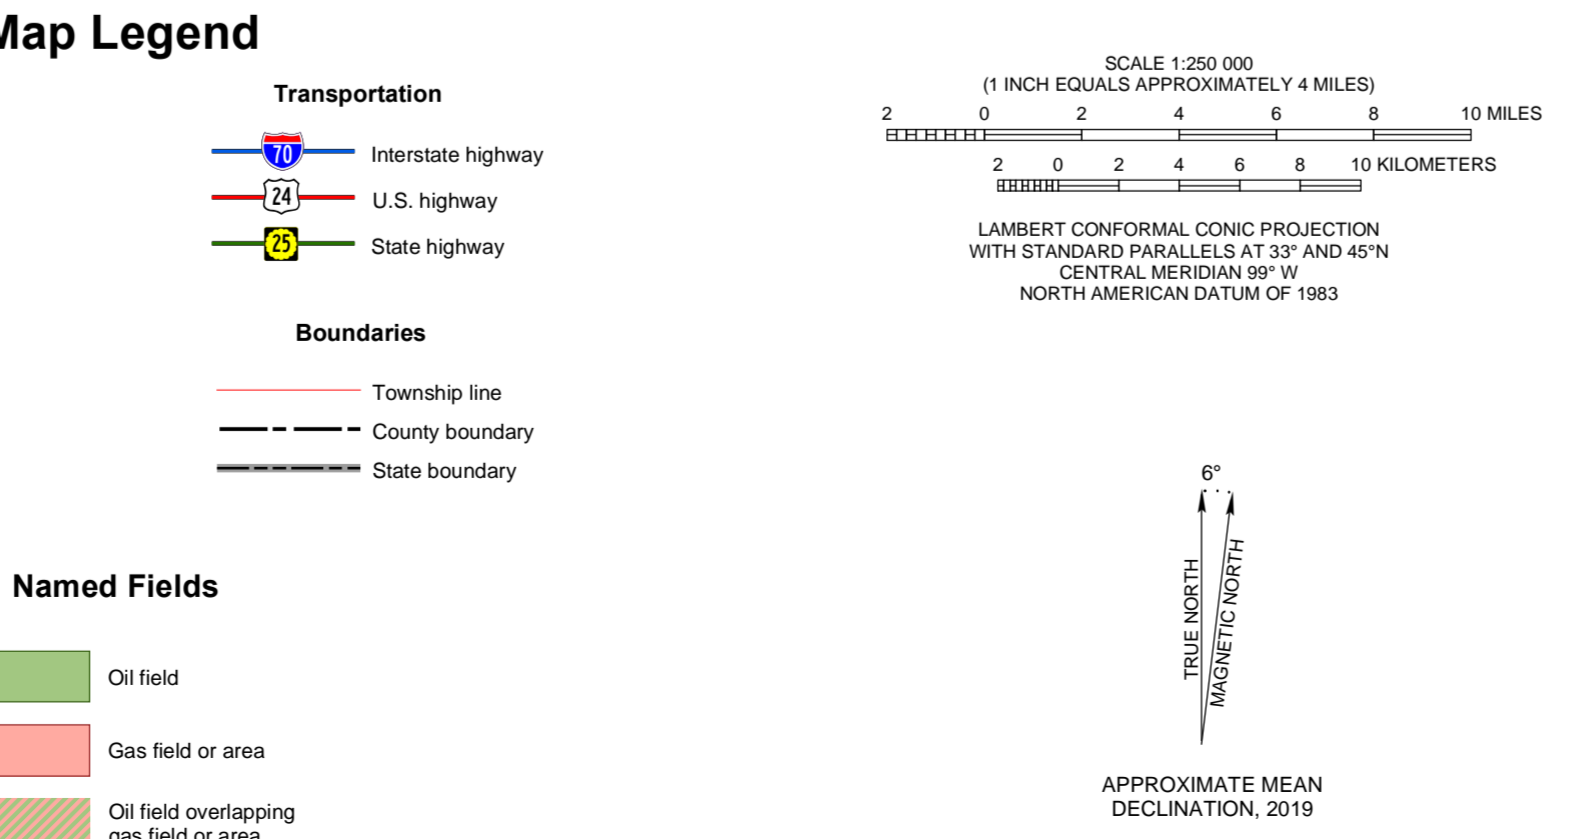 Map Legend
Transportation
70 Interstate highway
24 U.S. highway
25 State highway
Boundaries
Township line
County boundary
State boundary
Named Fields
Oil field
Gas field or area
Oil field overlapping
gas field or area
SCALE 1:250 000
(1 INCH EQUALS APPROXIMATELY 4 MILES)
2 0 2 4 6 8 10 MILES
2 0 2 4 6 8 10 KILOMETERS
LAMBERT CONFORMAL CONIC PROJECTION
WITH STANDARD PARALLELS AT 33° AND 45°N
CENTRAL MERIDIAN 99° W
NORTH AMERICAN DATUM OF 1983
6°
TRUE NORTH
MAGNETIC NORTH
APPROXIMATE MEAN
DECLINATION, 2019